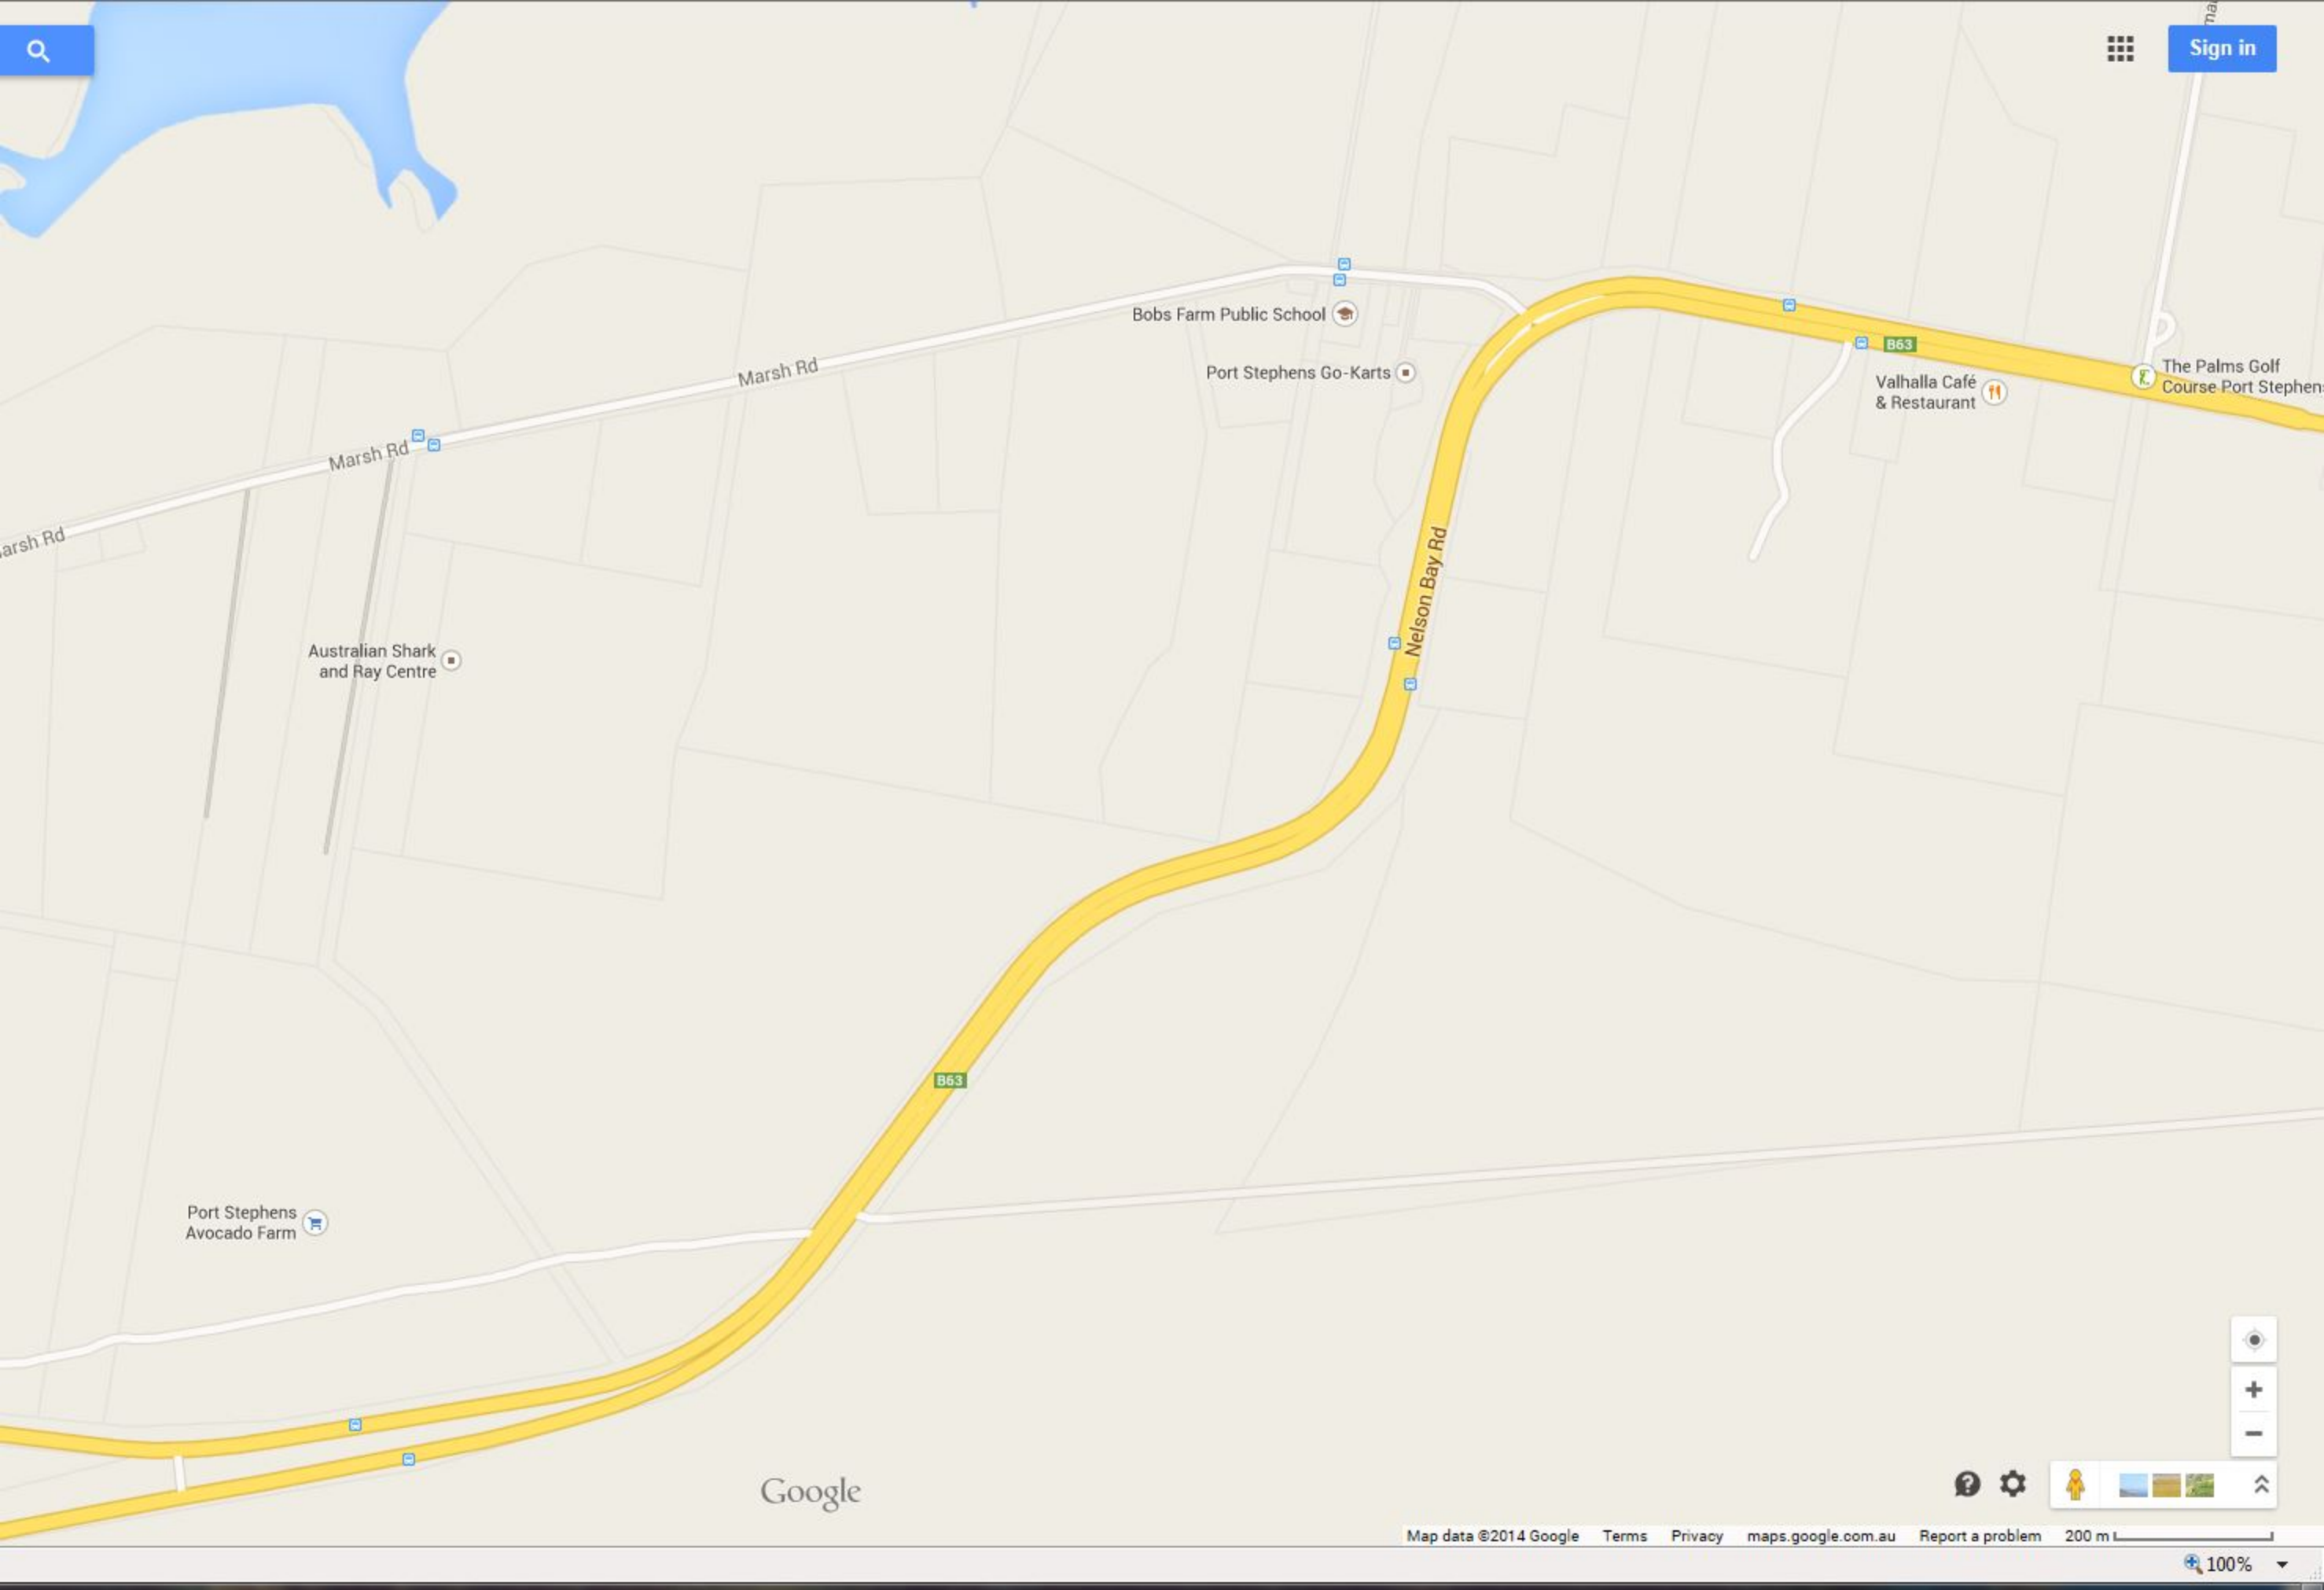 Sign in
Bobs Farm Public School
Marsh Rd
Port Stephens Go-Karts
B63
The Palms Golf
Course Port Stephen
Valhalla Café
& Restaurant
Marsh Rd
arsh Rd
Nelson Bay Rd
Australian Shark
and Ray Centre
B63
Port Stephens
Avocado Farm
Google
Map data ©2014 Google Terms Privacy maps.google.com.au Report a problem 200 m
100%